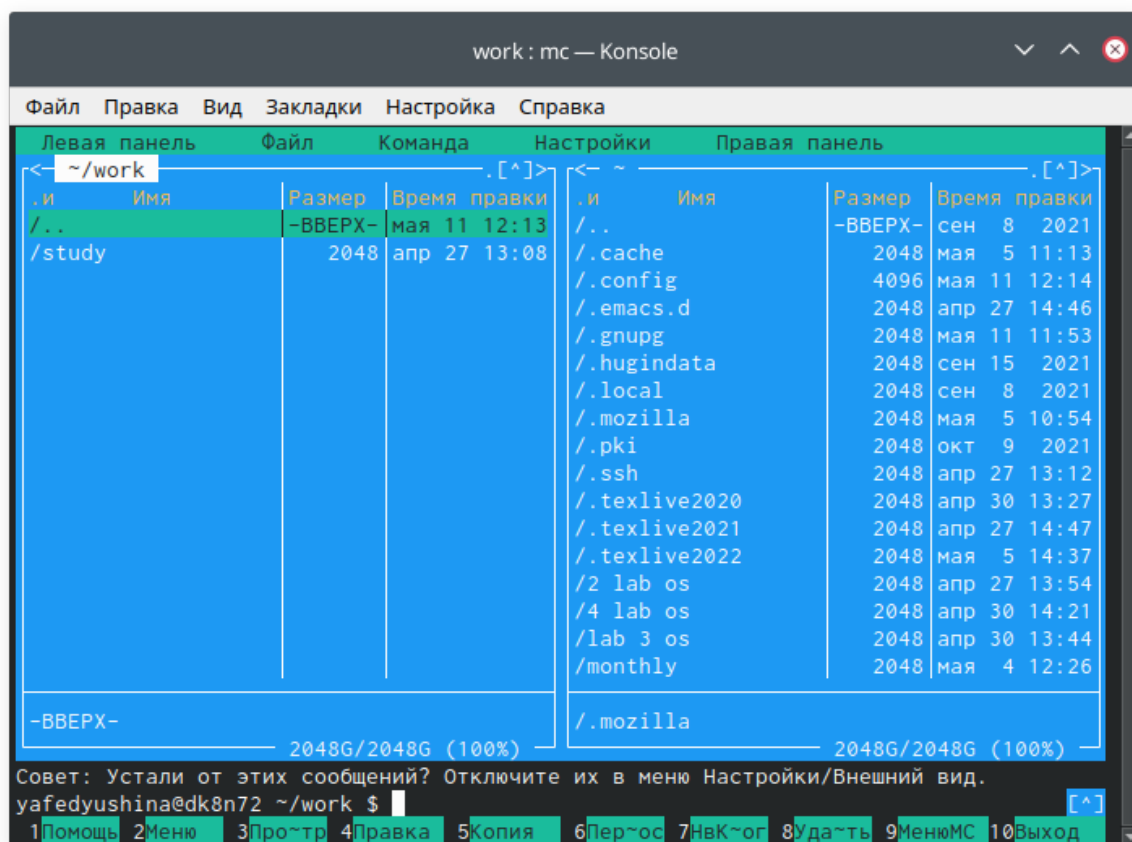 work : mc — Konsole
Файл Правка Вид Закладки Настройка Справка
Левая панель Файл Команда Настройки Правая панель
<— ~/work .[^]> <— ~ .[^]>
.и Имя Размер Время правки .и Имя Размер Время правки
/.. -ВВЕРХ- мая 11 12:13 /.. -ВВЕРХ- сен 8 2021
/study 2048 апр 27 13:08 /.cache 2048 мая 5 11:13
/.config 4096 мая 11 12:14
/.emacs.d 2048 апр 27 14:46
/.gnupg 2048 мая 11 11:53
/.hugindata 2048 сен 15 2021
/.local 2048 сен 8 2021
/.mozilla 2048 мая 5 10:54
/.pki 2048 окт 9 2021
/.ssh 2048 апр 27 13:12
/.texlive2020 2048 апр 30 13:27
/.texlive2021 2048 апр 27 14:47
/.texlive2022 2048 мая 5 14:37
/2 lab os 2048 апр 27 13:54
/4 lab os 2048 апр 30 14:21
/lab 3 os 2048 апр 30 13:44
/monthly 2048 мая 4 12:26
-ВВЕРХ- /.mozilla
2048G/2048G (100%) 2048G/2048G (100%)
Совет: Устали от этих сообщений? Отключите их в меню Настройки/Внешний вид.
yafedyushina@dk8n72 ~/work $ [^]
1Помощь 2Меню 3Про~тр 4Правка 5Копия 6Пер~ос 7НвК~ог 8Уда~ть 9МенюMC 10Выход